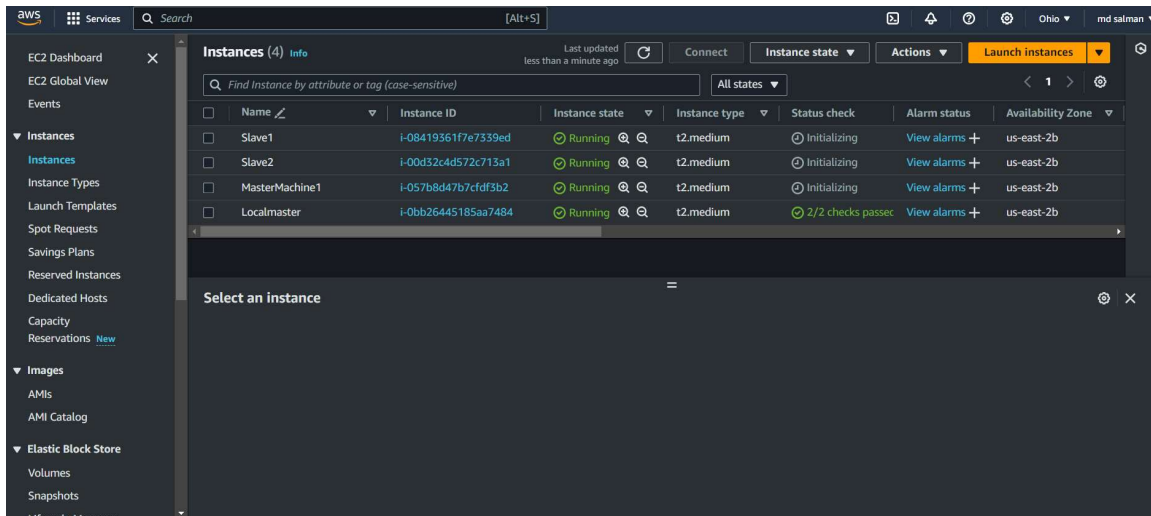 aws Services Search [Alt+S] Ohio ▼ md salman
EC2 Dashboard
EC2 Global View
Events
▼ Instances
Instances
Instance Types
Launch Templates
Spot Requests
Savings Plans
Reserved Instances
Dedicated Hosts
Capacity
Reservations New
▼ Images
AMIs
AMI Catalog
▼ Elastic Block Store
Volumes
Snapshots
Instances (4) Info
Last updated
less than a minute ago
Connect Instance state ▼ Actions ▼ Launch instances ▼
Find Instance by attribute or tag (case-sensitive) All states ▼ < 1 >
Name Instance ID Instance state Instance type Status check Alarm status Availability Zone
Slave1 i-08419361f7e7339ed Running t2.medium Initializing View alarms + us-east-2b
Slave2 i-00d32c4d572c713a1 Running t2.medium Initializing View alarms + us-east-2b
MasterMachine1 i-057b8d47b7cfdf3b2 Running t2.medium Initializing View alarms + us-east-2b
Localmaster i-0bb26445185aa7484 Running t2.medium 2/2 checks passec View alarms + us-east-2b
Select an instance